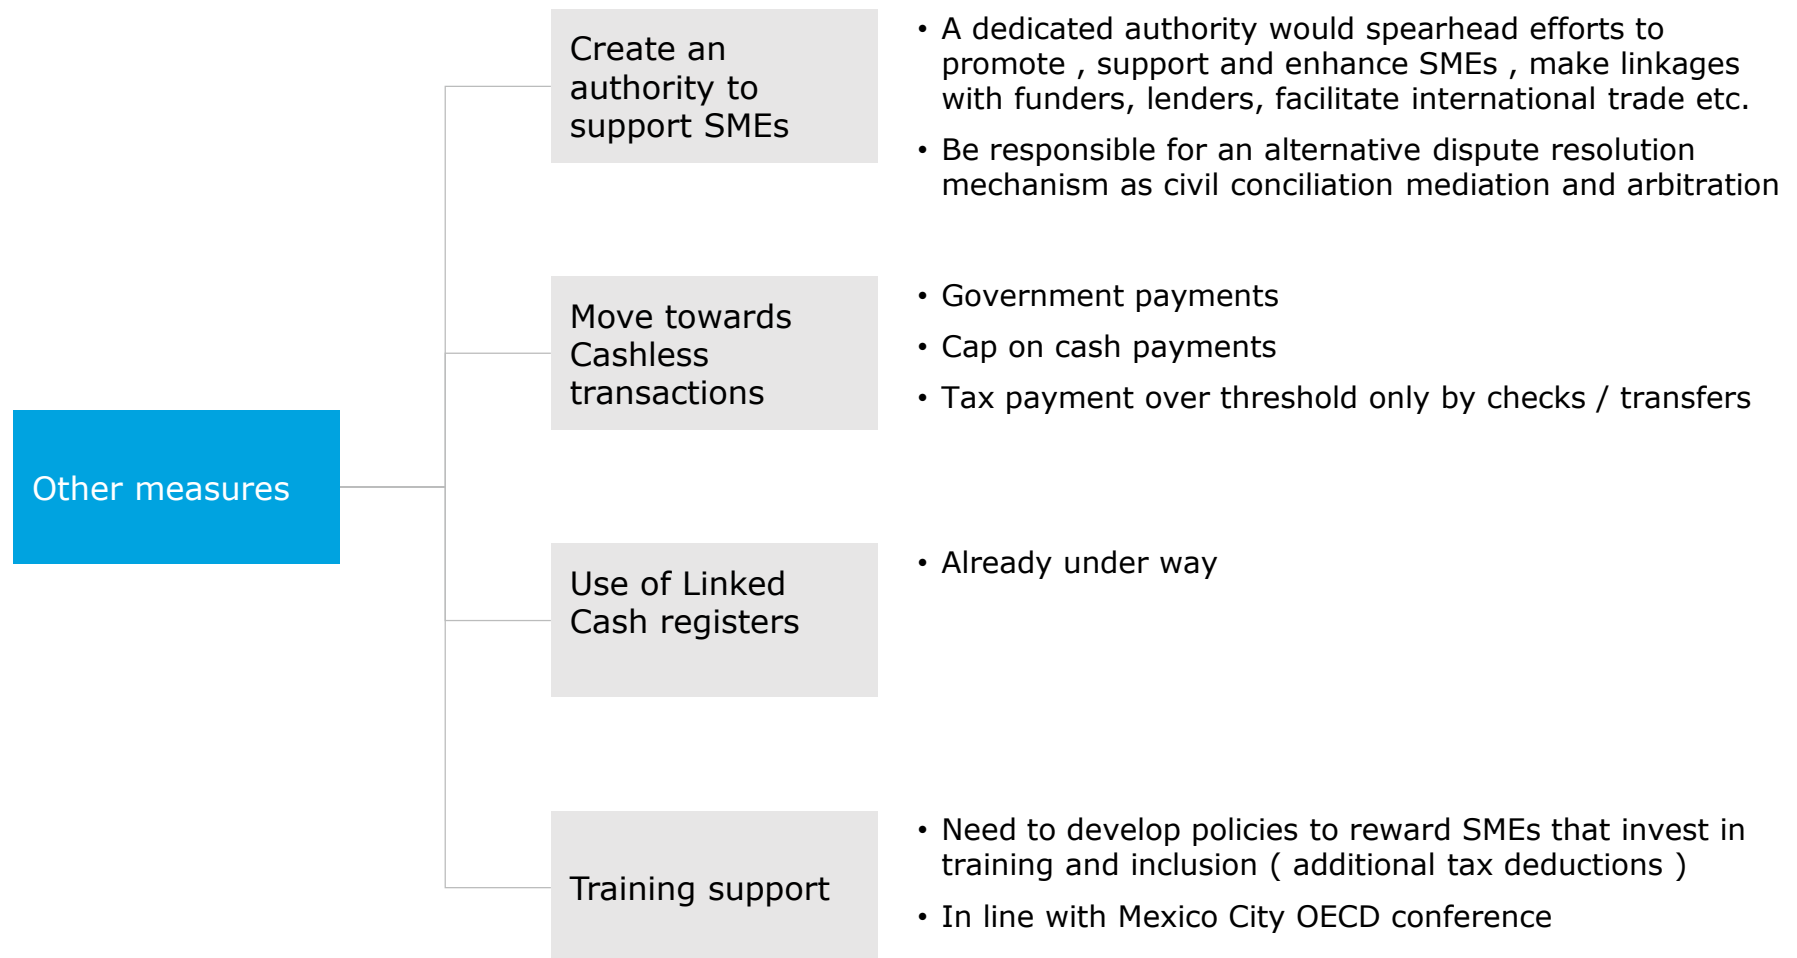 Other measures
Create an
authority to
support SMEs
• A dedicated authority would spearhead efforts to
promote , support and enhance SMEs , make linkages
with funders, lenders, facilitate international trade etc.
• Be responsible for an alternative dispute resolution
mechanism as civil conciliation mediation and arbitration
Move towards
Cashless
transactions
• Government payments
• Cap on cash payments
• Tax payment over threshold only by checks / transfers
Use of Linked
Cash registers
• Already under way
Training support
• Need to develop policies to reward SMEs that invest in
training and inclusion ( additional tax deductions )
• In line with Mexico City OECD conference